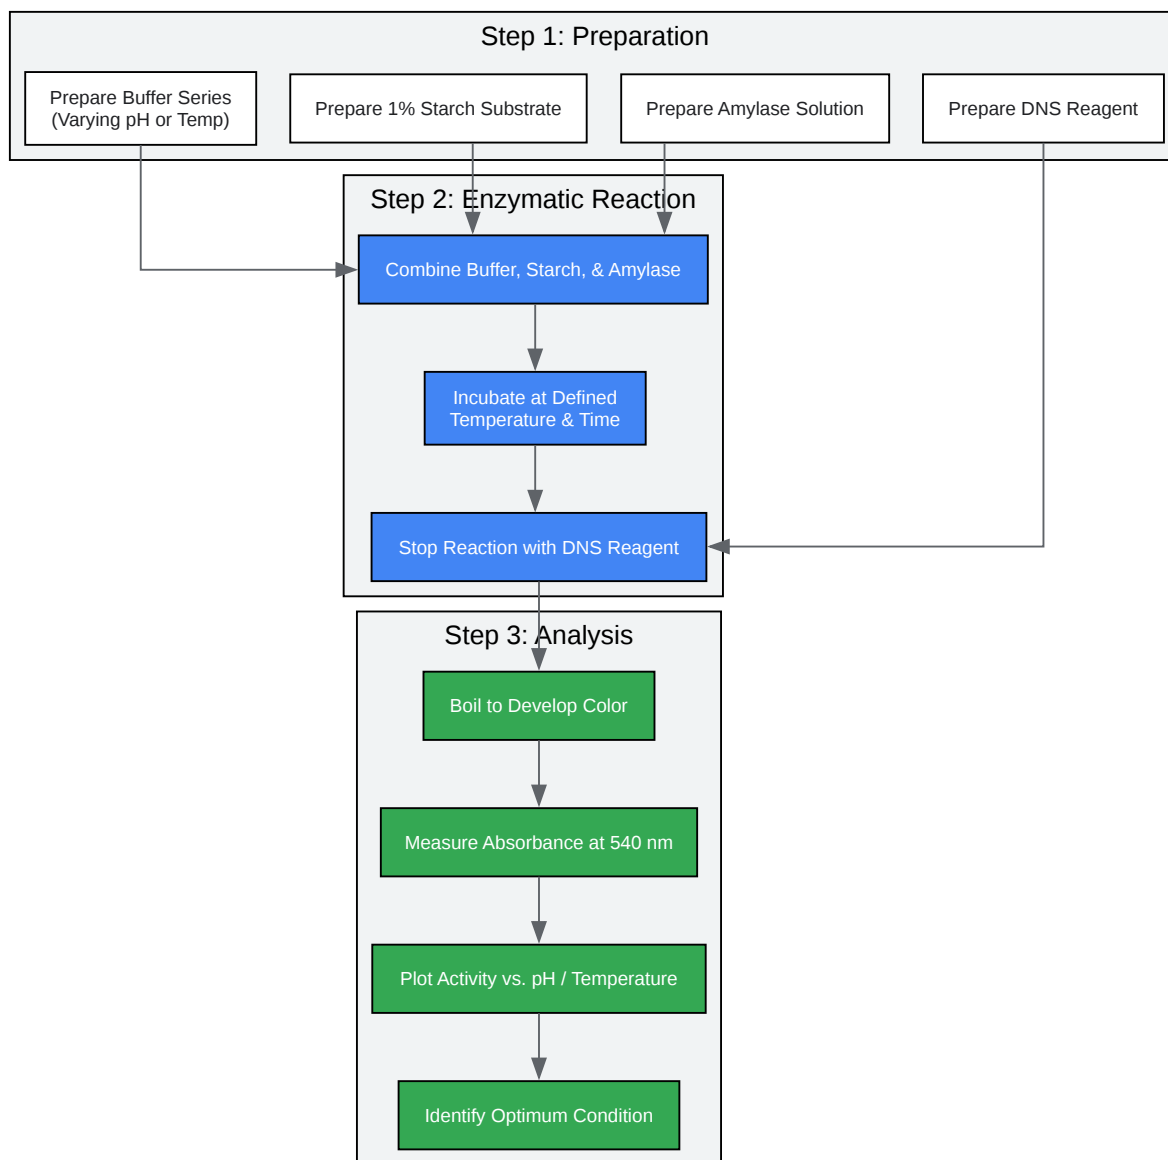 Step 1: Preparation
Prepare Buffer Series
(Varying pH or Temp)
Prepare 1% Starch Substrate
Prepare Amylase Solution
Prepare DNS Reagent
Step 2: Enzymatic Reaction
Combine Buffer, Starch, & Amylase
Incubate at Defined
Temperature & Time
Stop Reaction with DNS Reagent
Step 3: Analysis
Boil to Develop Color
Measure Absorbance at 540 nm
Plot Activity vs. pH / Temperature
Identify Optimum Condition